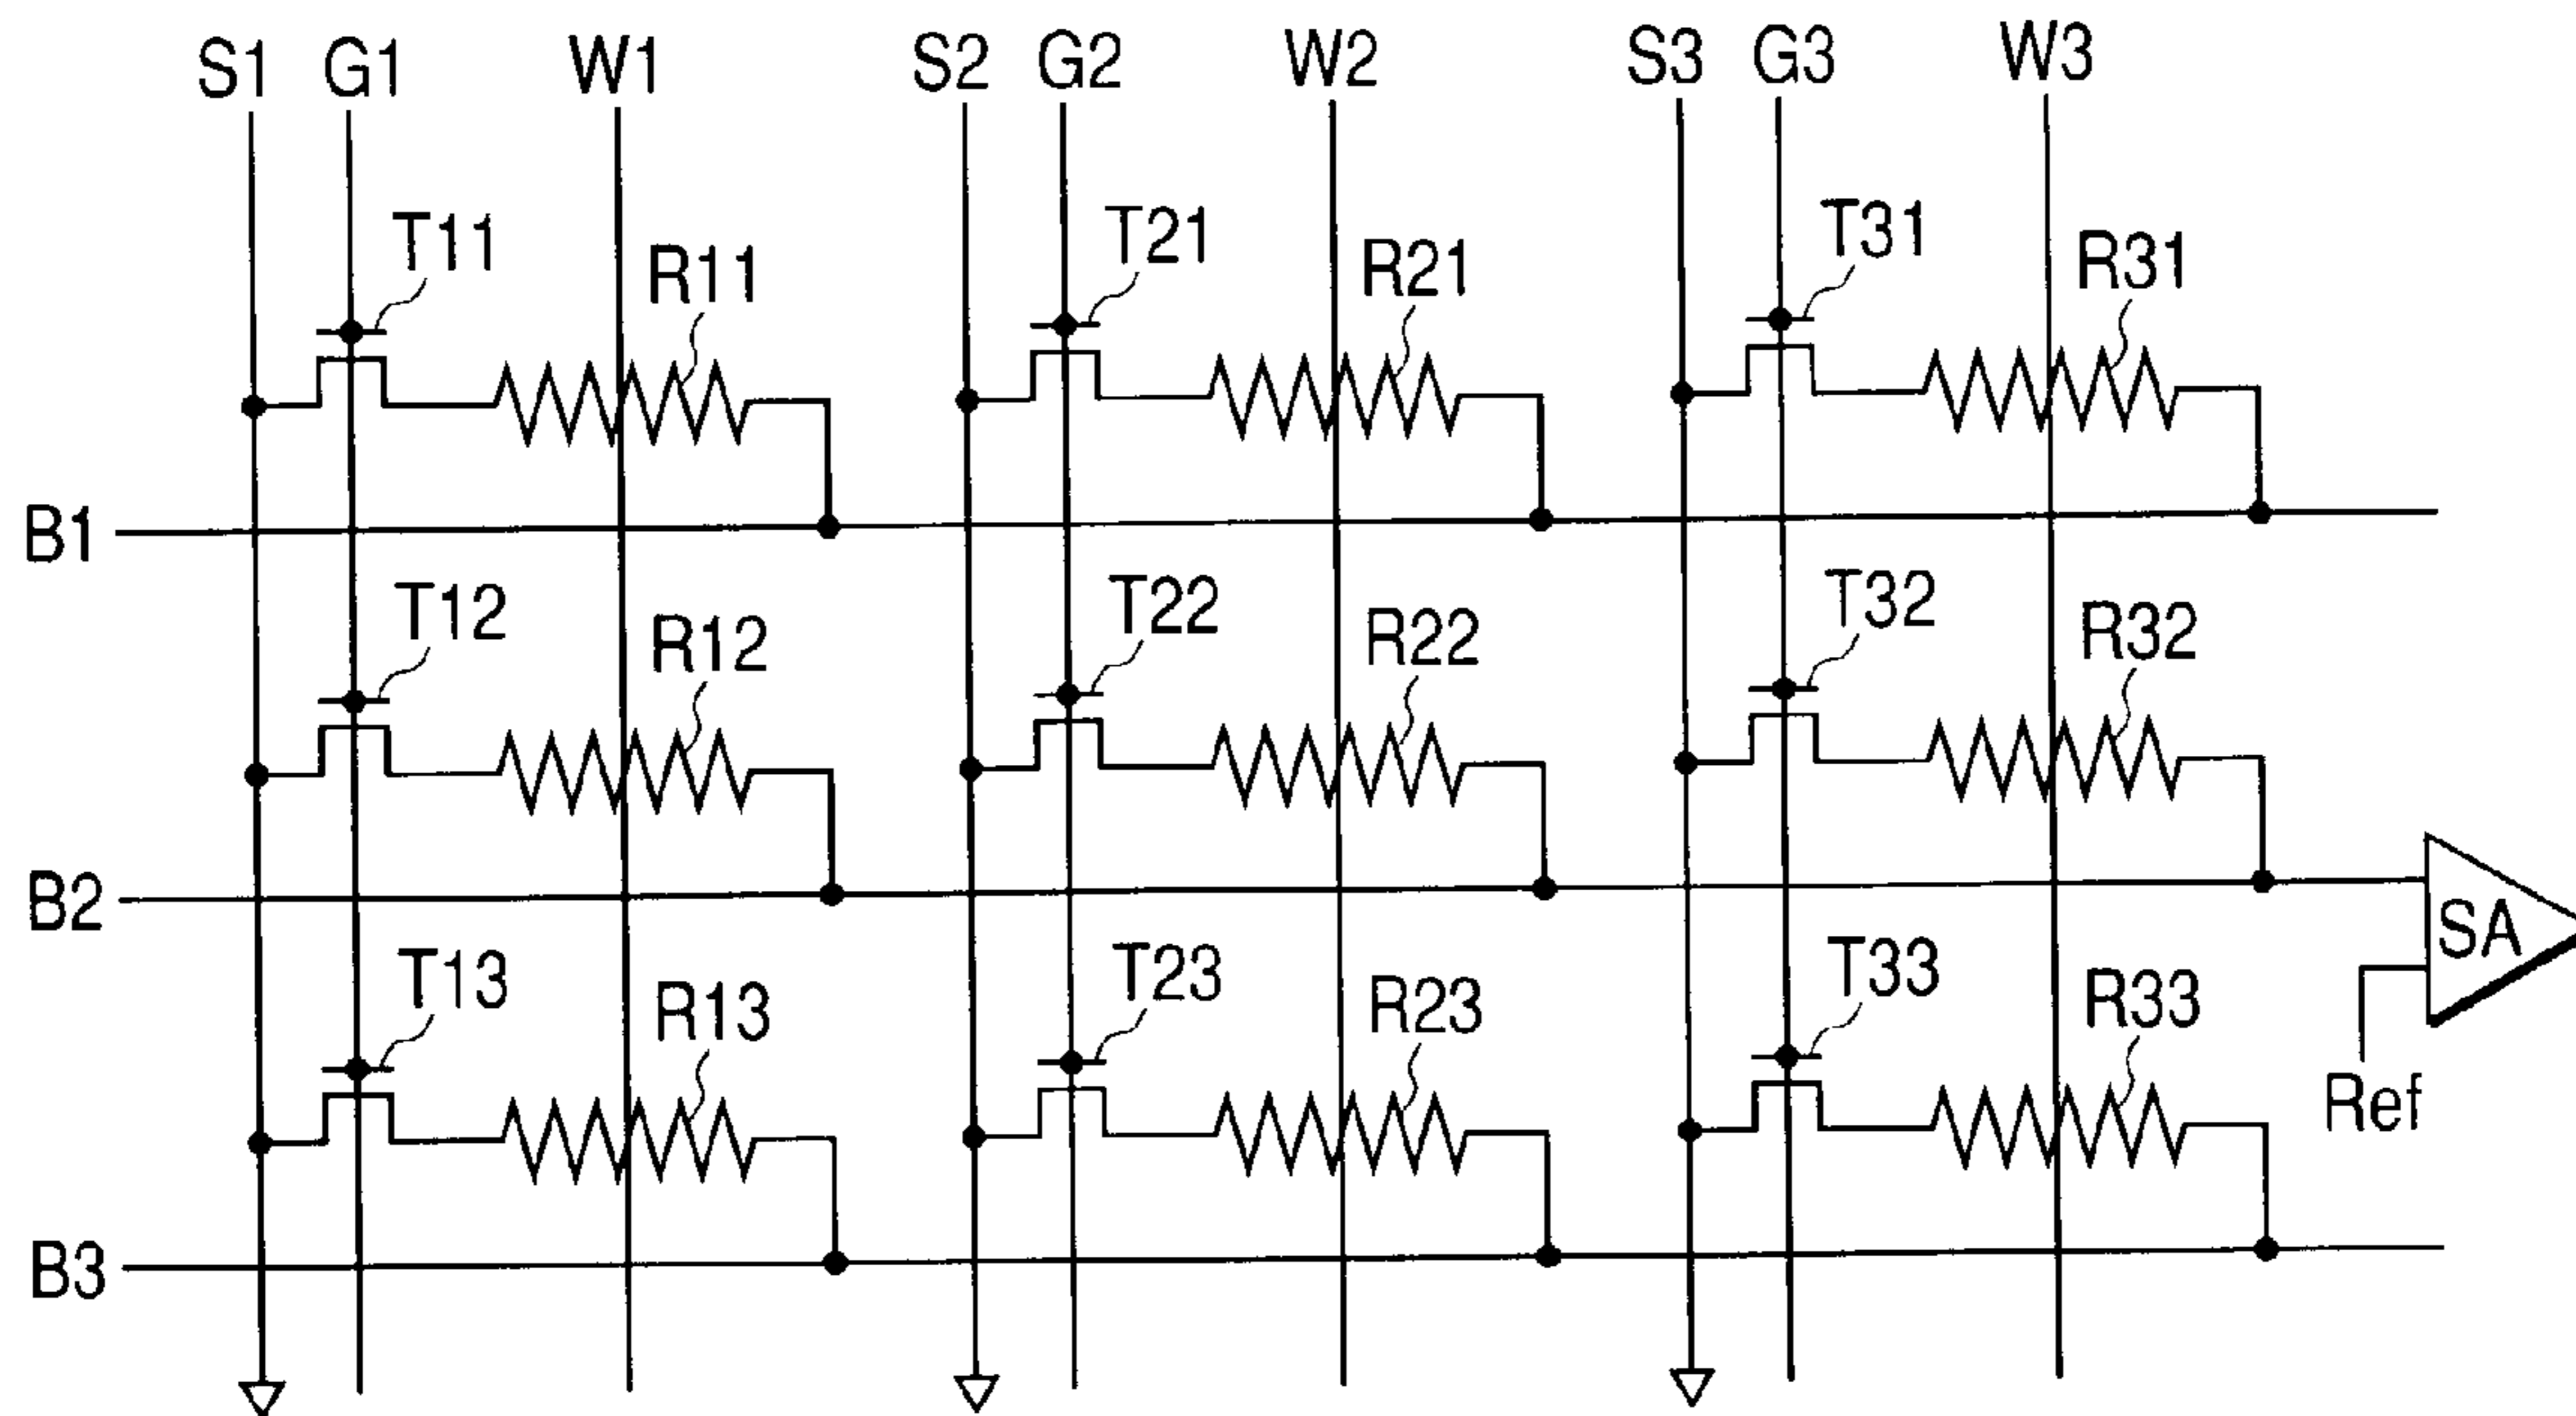 S1 G1 W1 S2 G2 W2 S3 G3 W3
T11 R11 T21 R21 T31 R31
B1
T12 R12 T22 R22 T32 R32
B2 SA
T13 R13 T23 R23 T33 R33
Ref
B3